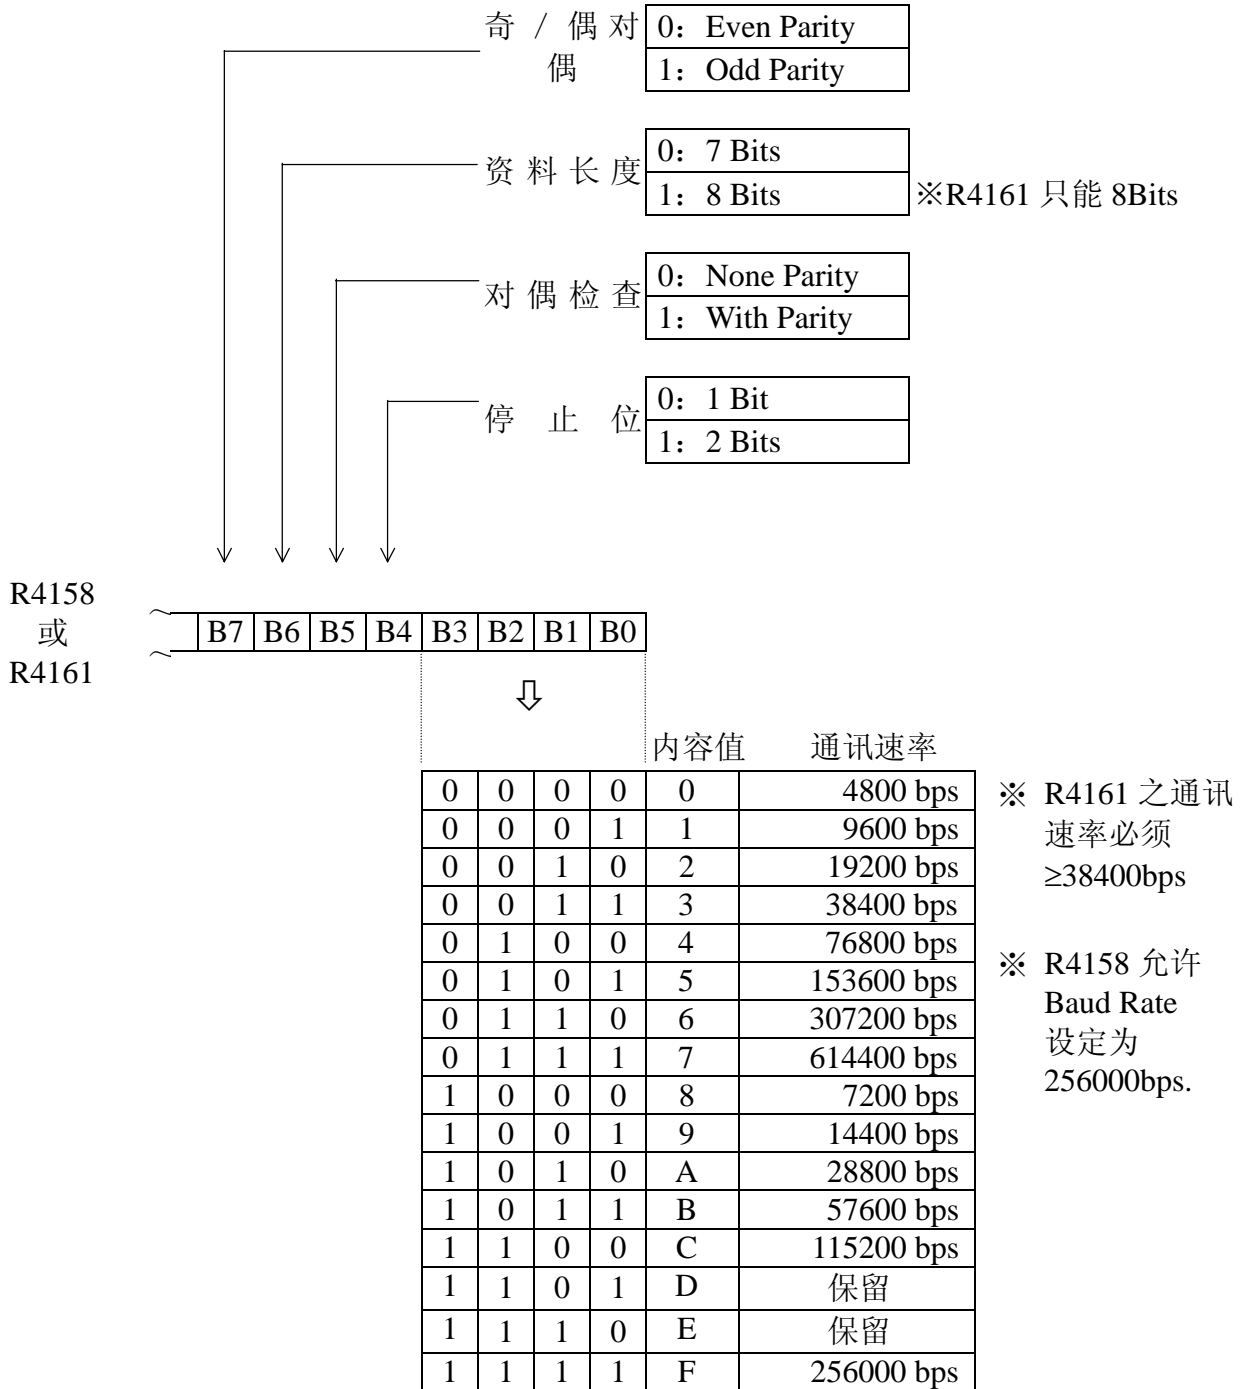 奇 / 偶 对 0： Even Parity
偶 1： Odd Parity
资 料 长 度 0： 7 Bits
1： 8 Bits ※R4161 只能 8Bits
对 偶 检 查 0： None Parity
1： With Parity
停 止 位 0： 1 Bit
1： 2 Bits
R4158
或
R4161
B7 B6 B5 B4 B3 B2 B1 B0
内容值 通讯速率
0 0 0 0 0 4800 bps
0 0 0 1 1 9600 bps
0 0 1 0 2 19200 bps
0 0 1 1 3 38400 bps
0 1 0 0 4 76800 bps
0 1 0 1 5 153600 bps
0 1 1 0 6 307200 bps
0 1 1 1 7 614400 bps
1 0 0 0 8 7200 bps
1 0 0 1 9 14400 bps
1 0 1 0 A 28800 bps
1 0 1 1 B 57600 bps
1 1 0 0 C 115200 bps
1 1 0 1 D 保留
1 1 1 0 E 保留
1 1 1 1 F 256000 bps
※ R4161 之通讯
速率必须
≥38400bps
※ R4158 允许
Baud Rate
设定为
256000bps.